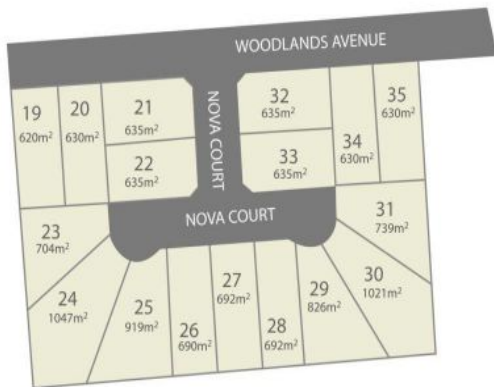 WOODLANDS AVENUE
19
620m²
20
630m²
21
635m²
NOVA COURT
32
635m²
34
630m²
35
630m²
22
635m²
33
635m²
NOVA COURT
23
704m²
31
739m²
24
1047m²
25
919m²
26
690m²
27
692m²
28
692m²
29
826m²
30
1021m²